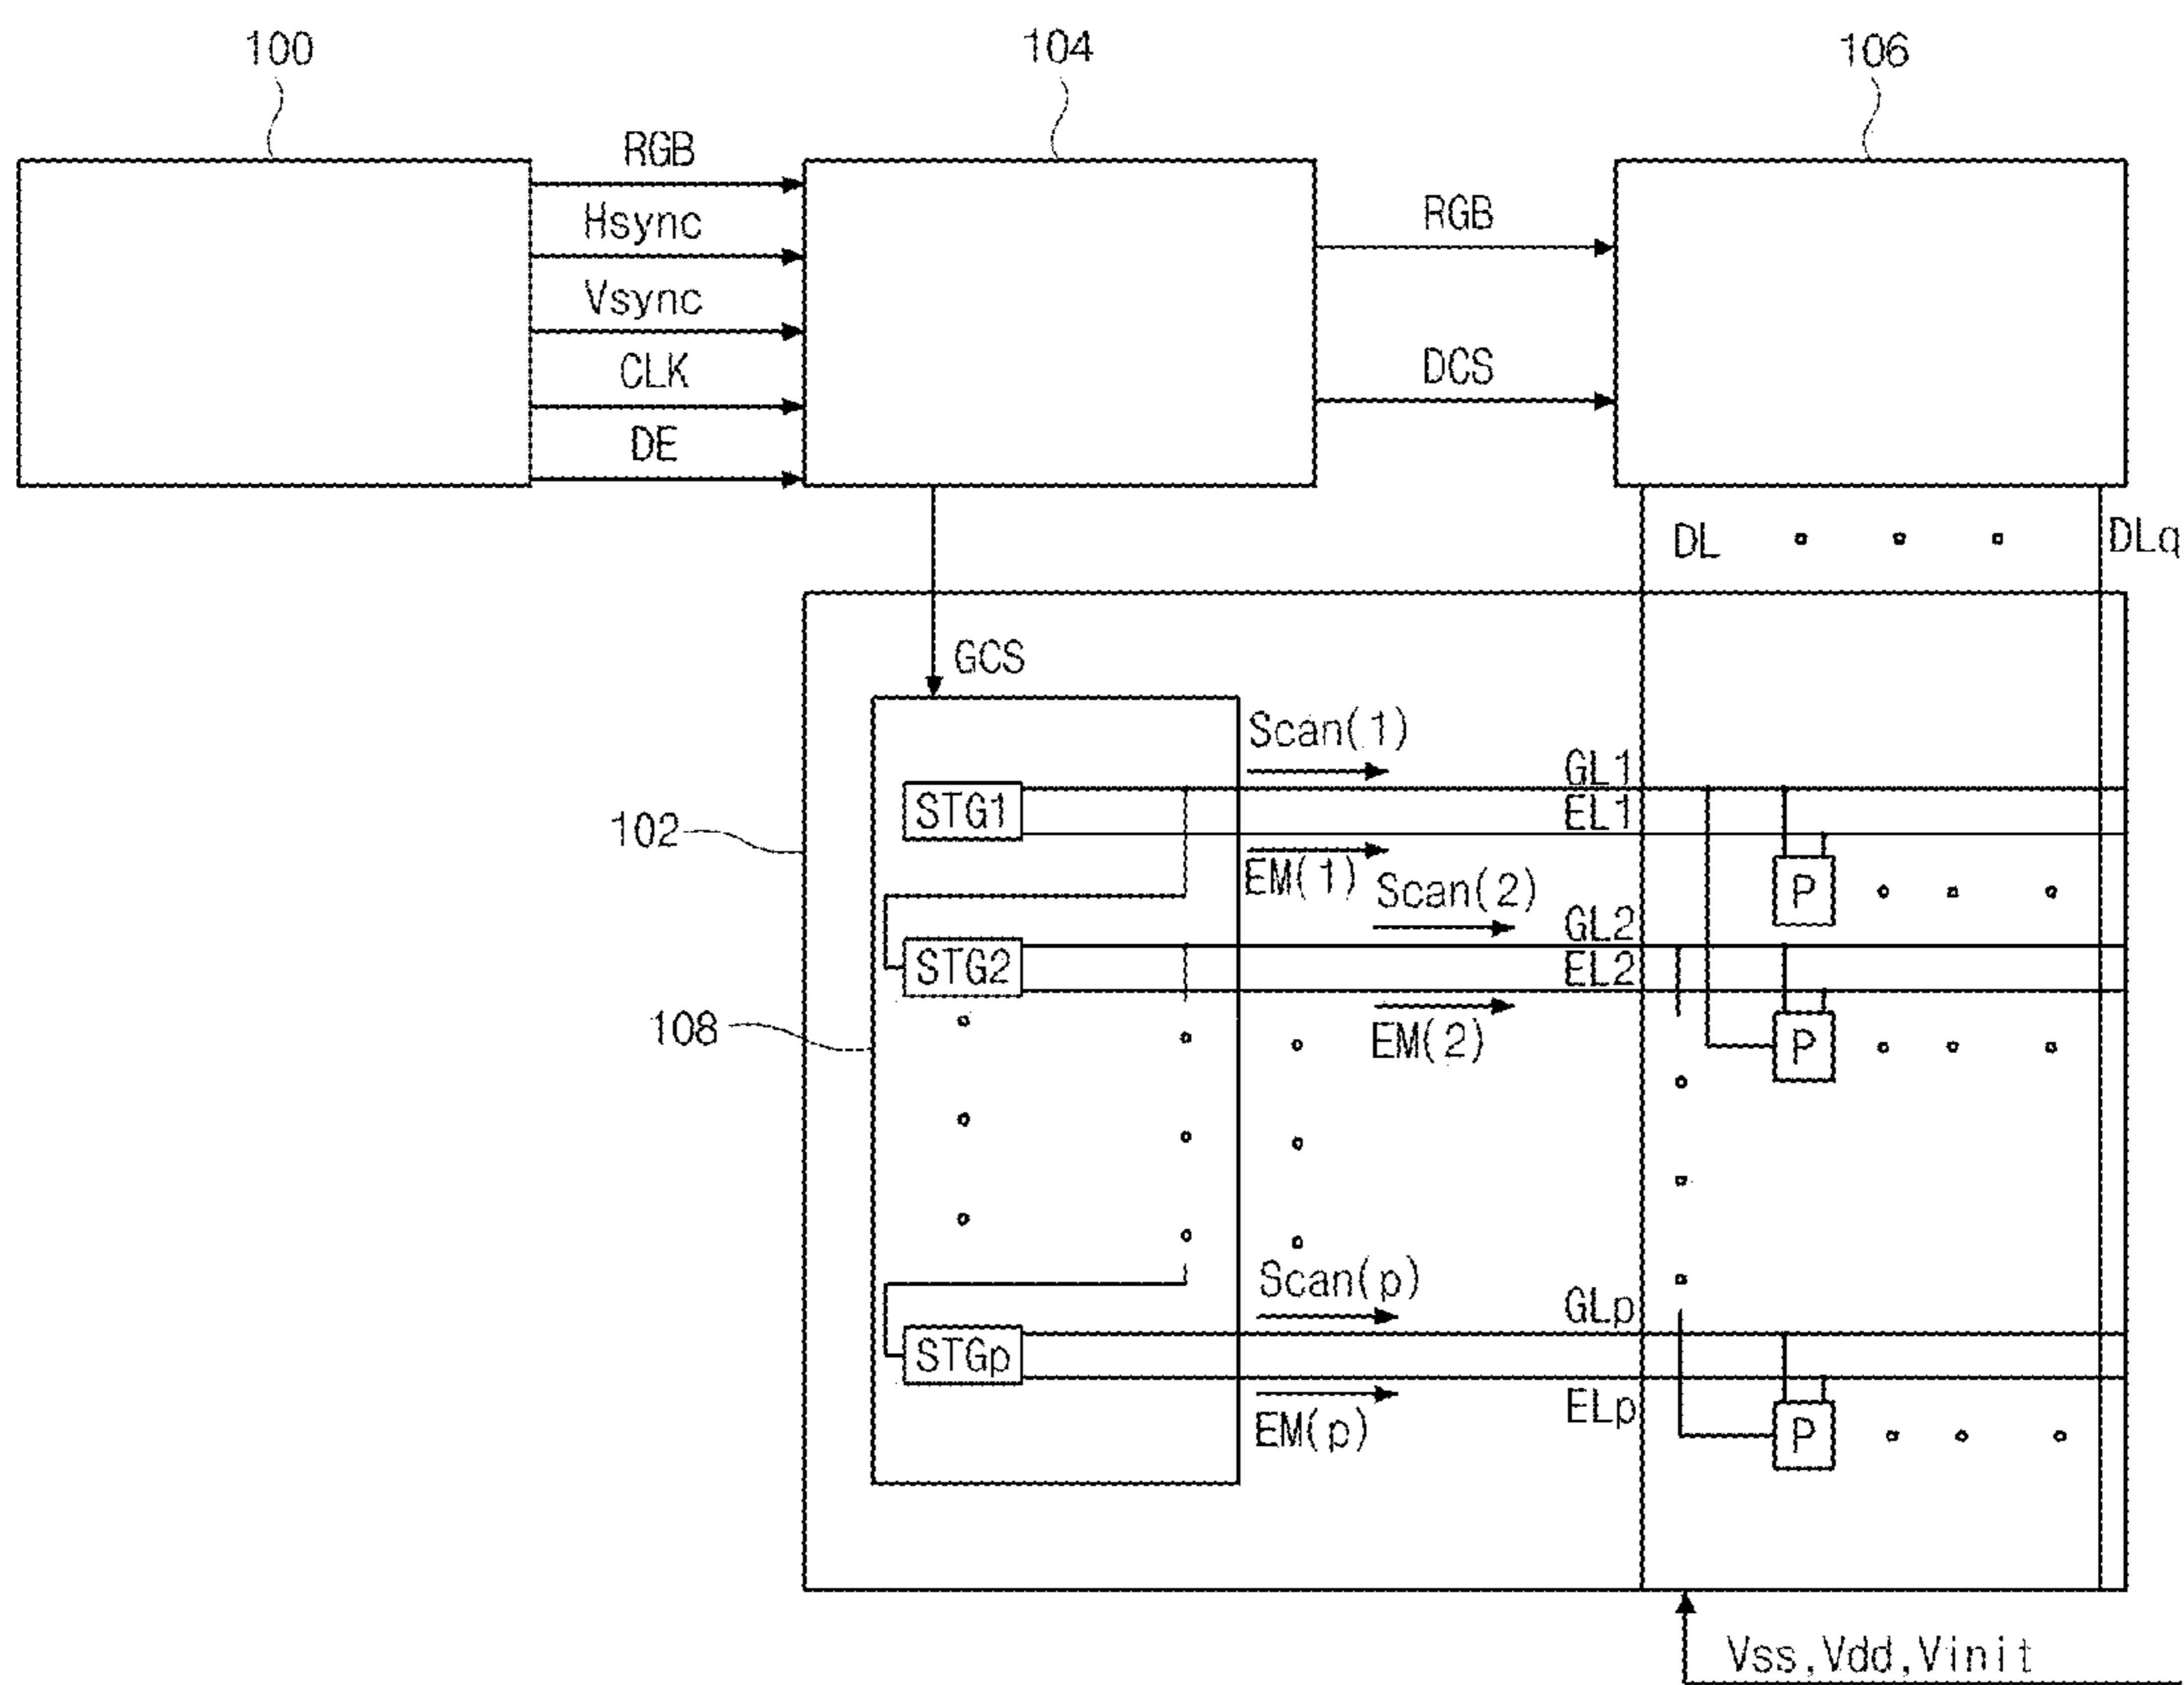 100
104
106
RGB
Hsync
Vsync
CLK
DE
RGB
DCS
DL
DLq
GCS
Scan(1)
GL1
STG1
EL1
102
EM(1)
Scan(2)
P
GL2
STG2
EL2
108
EM(2)
P
Scan(p)
GLp
STGp
ELp
EM(p)
P
Vss,Vdd,Vinit